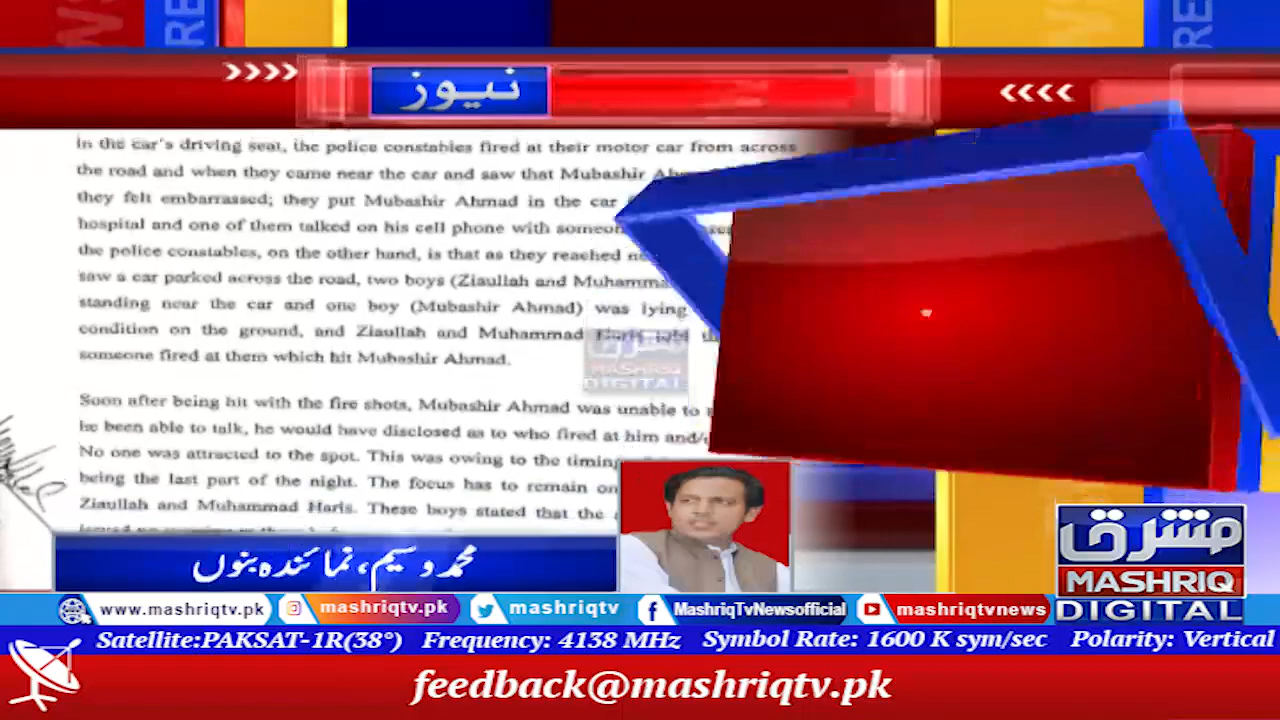 نیوز
In the car's driving seat, the police constables fired at their motor car from across
the road and when they came near the car and saw that Mubashir
they felt embarrassed; they put Mubashir Ahmad in the car
hospital and one of them talked on his cell phone with
the police constables, on the other hand, is that as they reached
saw a car parked across the road, two boys (Ziaullah and
standing near the car and one boy (Mubashir Ahmad) was lying
condition on the ground, and Ziaullah and Muhammad Haris told
someone fired at them which hit Mubashir Ahmad.
Soon after being hit with the fire shots, Mubashir Ahmad was unable to
he been able to talk, he would have disclosed as to who fired at him
No one was attracted to the spot. This was owing to the timing
being the last part of the night. The focus has to remain on
Ziaullah and Muhammad Haris. These boys stated that the
مشرق
MASHRIQ
DIGITAL
محمد وسیم، نمائندہ بنوں
مشرق
MASHRIQ
DIGITAL
www.mashriqtv.pk mashriqtv.pk mashriqtv MashriqTvNewsofficial mashriqtvnews
Satellite:PAKSAT-1R(38°) Frequency: 4138 MHz Symbol Rate: 1600 K sym/sec Polarity: Vertical
feedback@mashriqtv.pk